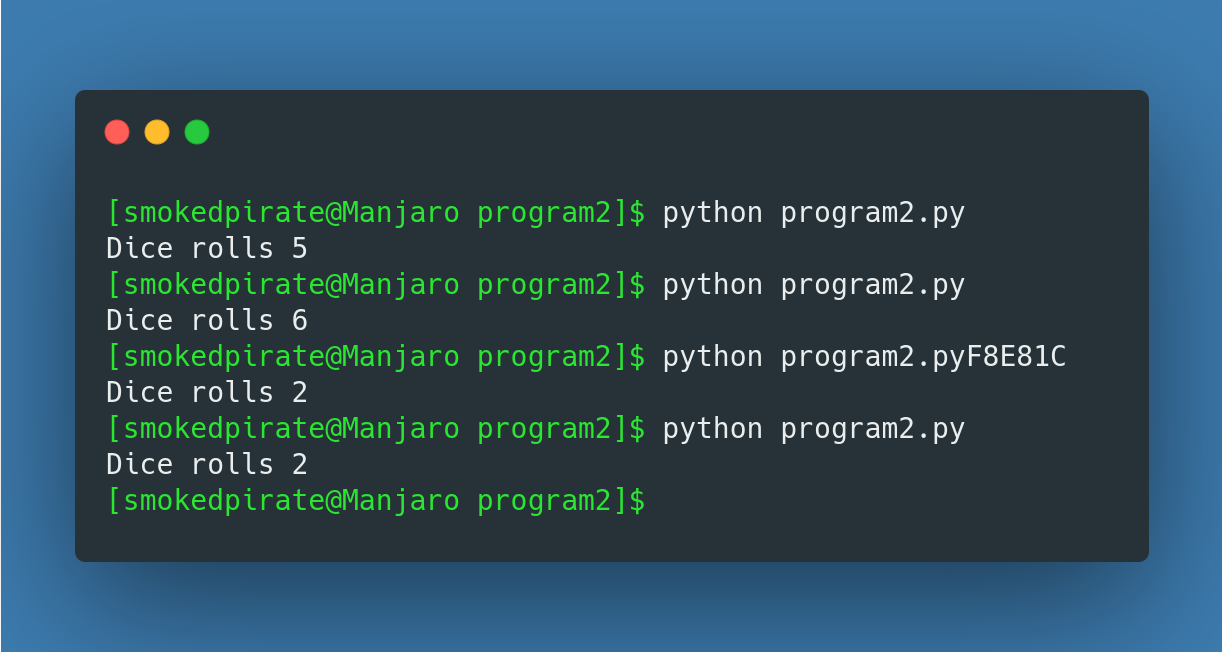 [smokedpirate@Manjaro program2]$ python program2.py
Dice rolls 5
[smokedpirate@Manjaro program2]$ python program2.py
Dice rolls 6
[smokedpirate@Manjaro program2]$ python program2.pyF8E81C
Dice rolls 2
[smokedpirate@Manjaro program2]$ python program2.py
Dice rolls 2
[smokedpirate@Manjaro program2]$